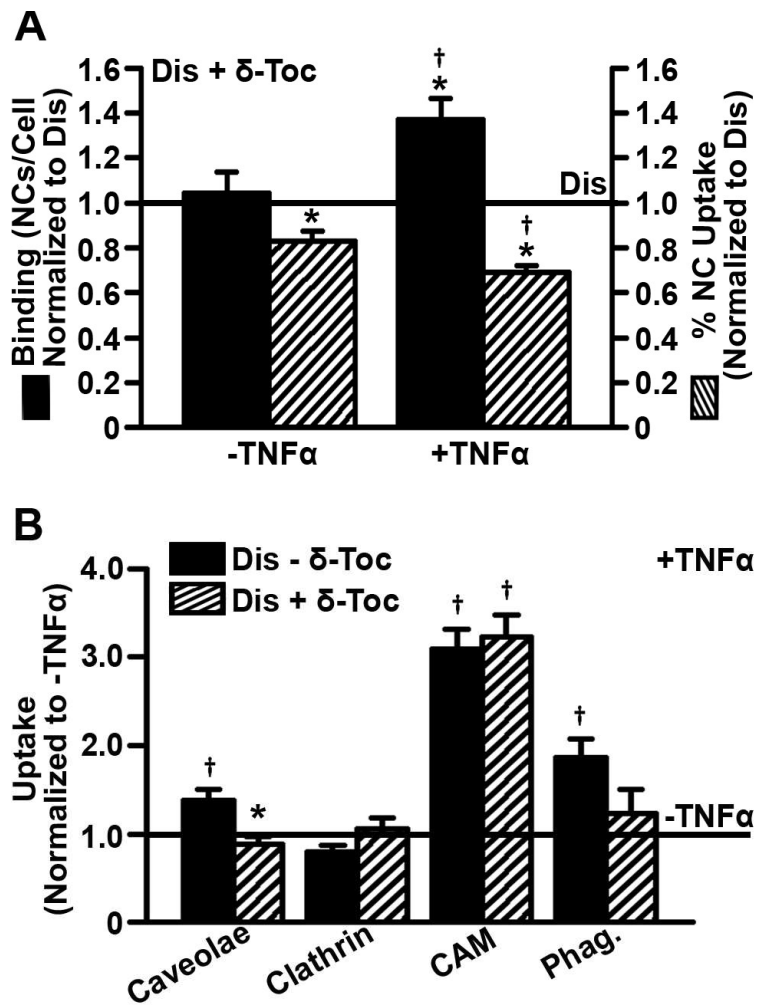 A
Dis + δ-Toc
Binding (NCs/Cell
Normalized to Dis)
1.6
1.4
1.2
1.0
0.8
0.6
0.4
0.2
0
†
*
*
†
*
Dis
1.6
1.4
1.2
1.0
0.8
0.6
0.4
0.2
0
% NC Uptake
(Normalized to Dis)
-TNFα
+TNFα
B
Dis - δ-Toc
Dis + δ-Toc
+TNFα
Uptake
(Normalized to -TNFα)
4.0
3.0
2.0
1.0
0
†
*
†
†
†
-TNFα
Caveolae
Clathrin
CAM
Phag.